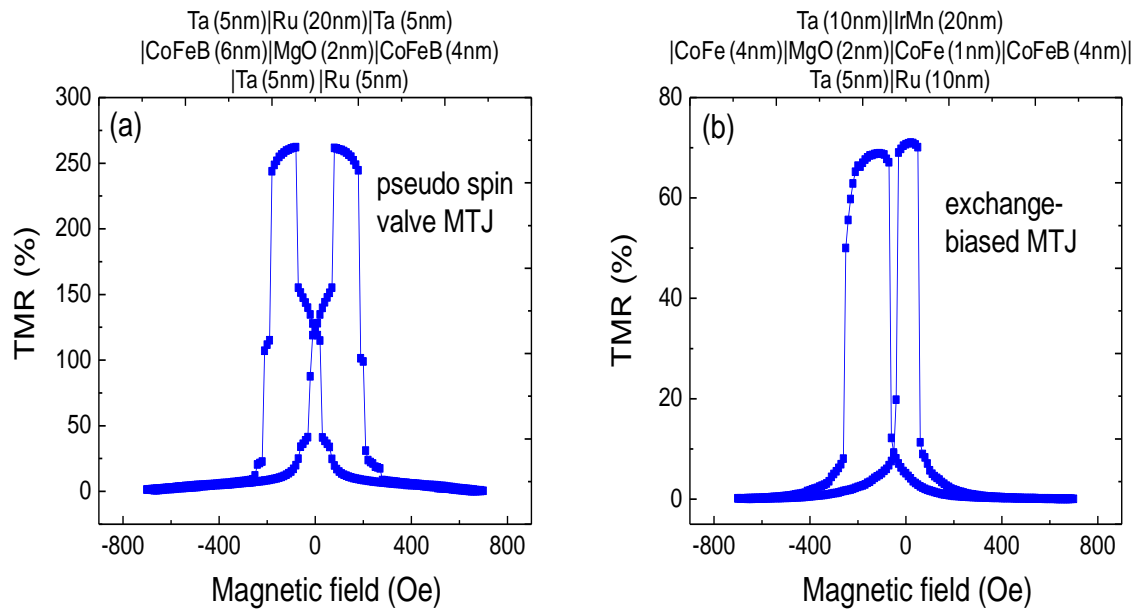 Ta (5nm)|Ru (20nm)|Ta (5nm)
|CoFeB (6nm)|MgO (2nm)|CoFeB (4nm)
|Ta (5nm) |Ru (5nm)
300
250
200
150
100
50
0
TMR (%)
(a)
pseudo spin
valve MTJ
-800
-400
0
400
800
Magnetic field (Oe)
Ta (10nm)|IrMn (20nm)
|CoFe (4nm)|MgO (2nm)|CoFe (1nm)|CoFeB (4nm)|
Ta (5nm)|Ru (10nm)
80
60
40
20
0
TMR (%)
(b)
exchange-
biased MTJ
-800
-400
0
400
800
Magnetic field (Oe)